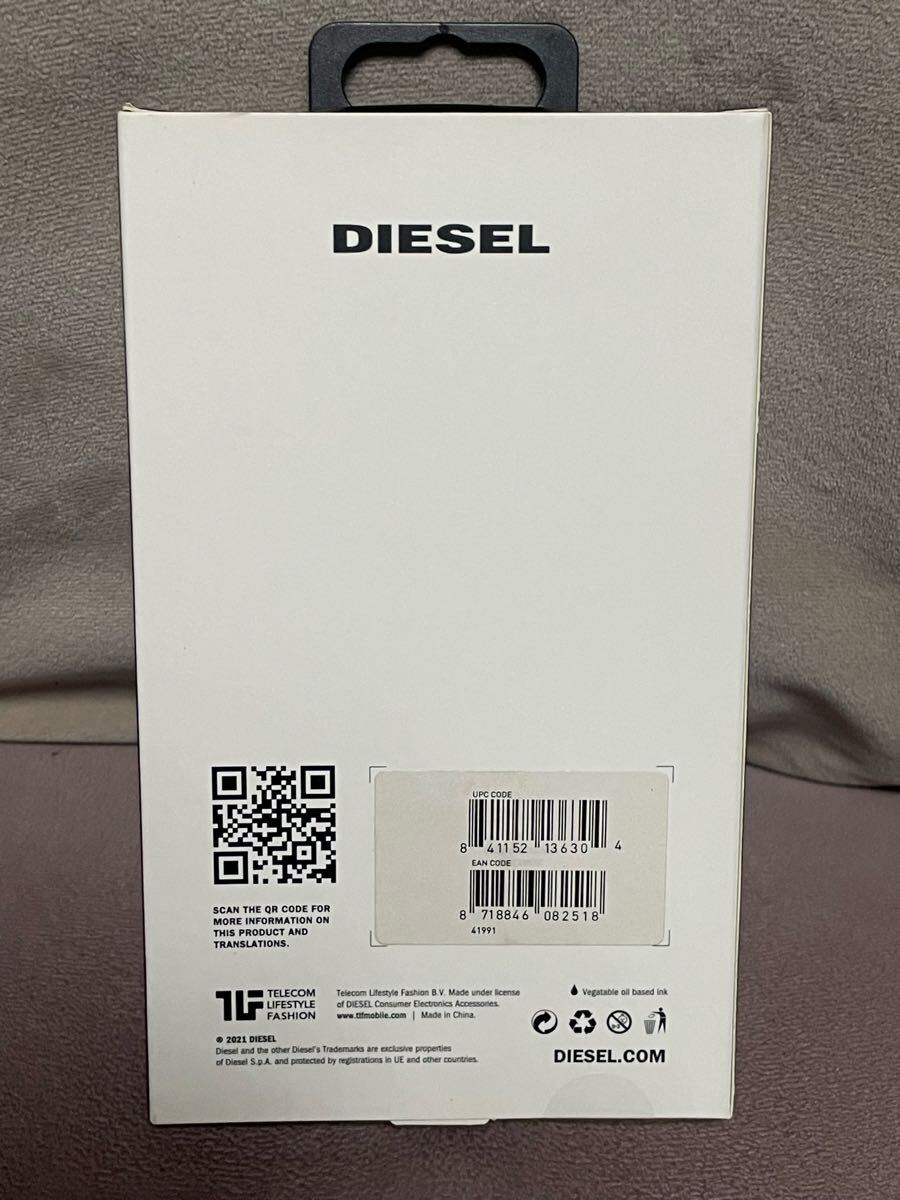 DIESEL
UPC CODE
8 41152 13630 4
EAN CODE
8 718846 082518
41991
SCAN THE QR CODE FOR
MORE INFORMATION ON
THIS PRODUCT AND
TRANSLATIONS.
TLF TELECOM
LIFESTYLE
FASHION
Telecom Lifestyle Fashion B.V. Made under license
of DIESEL Consumer Electronics Accessories.
www.tlfmobile.com | Made in China.
Vegatable oil based ink
© 2021 DIESEL
Diesel and the other Diesel's Trademarks are exclusive properties
of Diesel S.p.A. and protected by registrations in UE and other countries.
DIESEL.COM